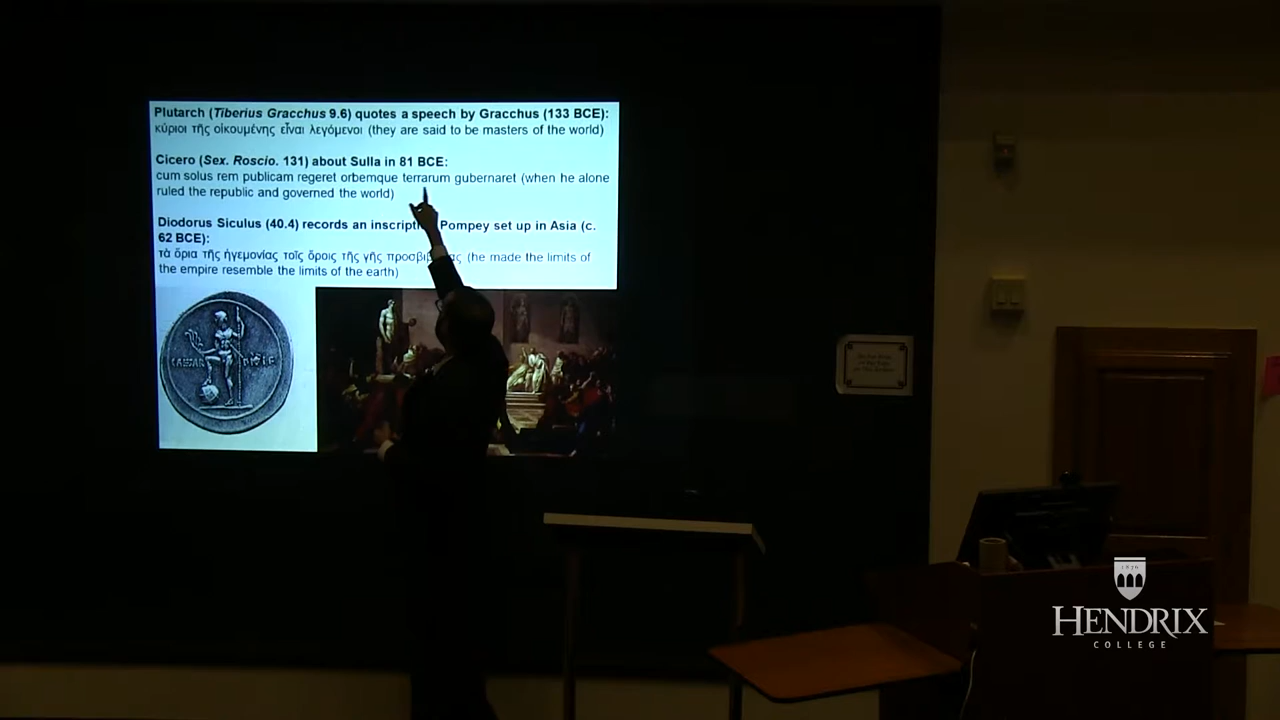 Plutarch (Tiberius Gracchus 9.6) quotes a speech by Gracchus (133 BCE):
κύριοι τῆς οἰκουμένης εἶναι λεγόμενοι (they are said to be masters of the world)
Cicero (Sex. Roscio. 131) about Sulla in 81 BCE:
cum solus rem publicam regeret orbemque terrarum gubernaret (when he alone
ruled the republic and governed the world)
Diodorus Siculus (40.4) records an Pompey set up in Asia (c.
62 BCE):
τὰ ὅρια τῆς ἡγεμονίας τοῖς ὅροις τῆς γῆς (he made the limits of
the empire resemble the limits of the earth)
CAESAR
1876
HENDRIX
COLLEGE